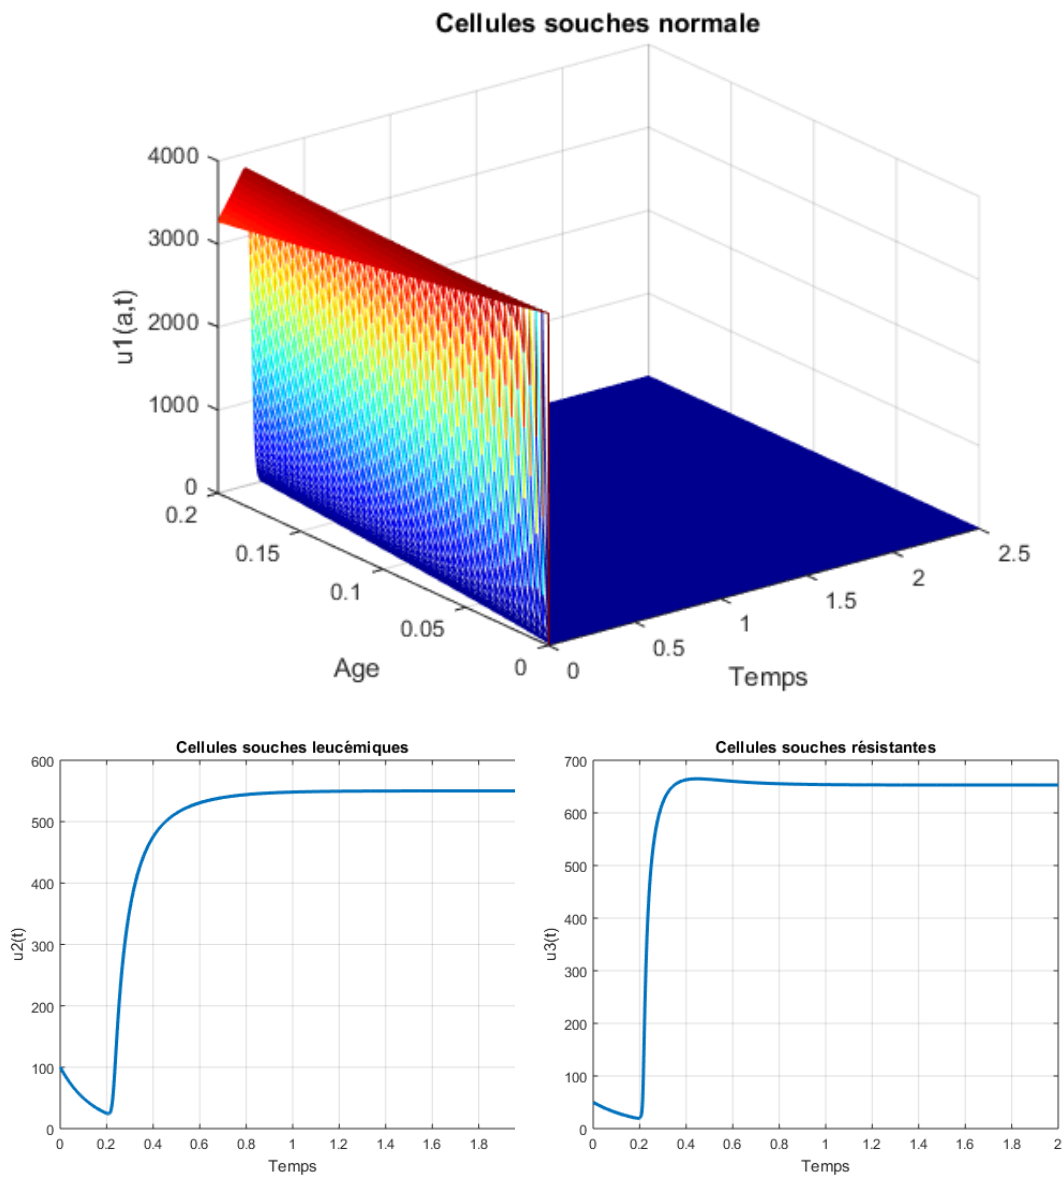 Cellules souches normale
4000
3000
2000
1000
0
u1(a,t)
0.2
0.15
0.1
0.05
0
Age
0
0.5
1
1.5
2
2.5
Temps
Cellules souches leucémiques
600
500
400
300
200
100
0
u2(t)
0 0.2 0.4 0.6 0.8 1 1.2 1.4 1.6 1.8
Temps
Cellules souches résistantes
700
600
500
400
300
200
100
0
u3(t)
0 0.2 0.4 0.6 0.8 1 1.2 1.4 1.6 1.8 2
Temps